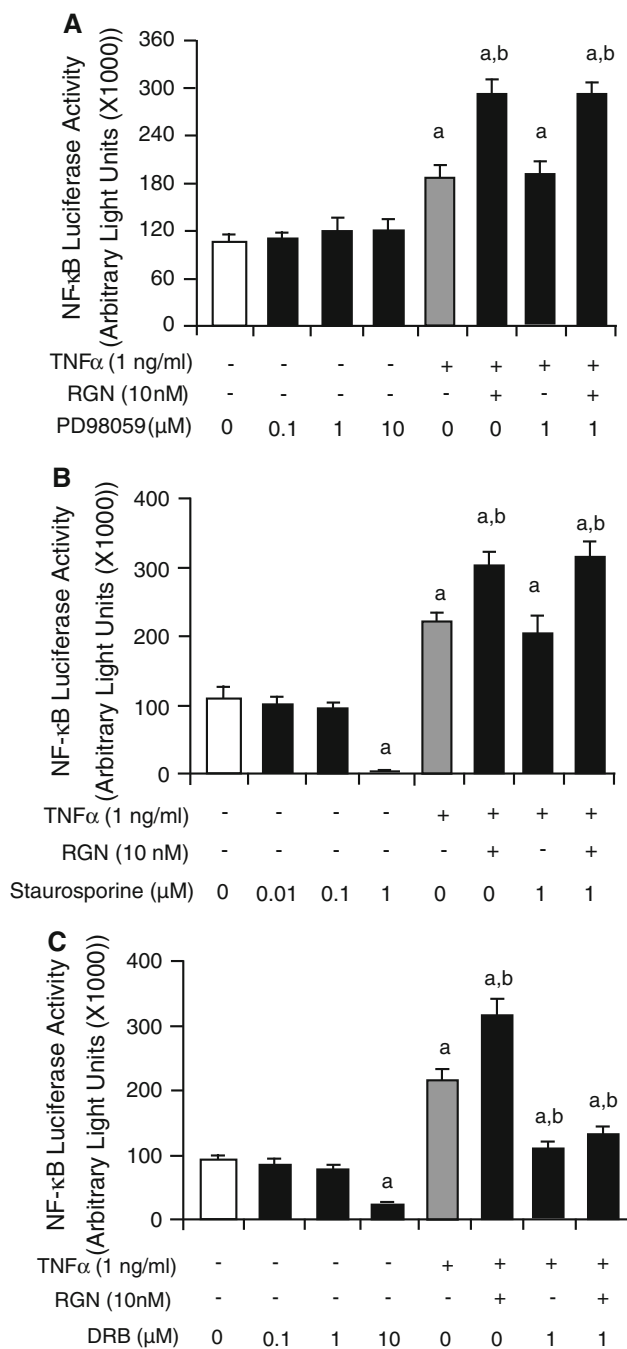 A
NF-κB Luciferase Activity
(Arbitrary Light Units (X1000))
360
300
240
180
120
60
0
a
a,b
a
a,b
TNFα (1 ng/ml) - - - - + + + +
RGN (10nM) - - - - - + - +
PD98059(μM) 0 0.1 1 10 0 0 1 1
B
NF-κB Luciferase Activity
(Arbitrary Light Units (X1000))
400
300
200
100
0
a
a
a,b
a
a,b
TNFα (1 ng/ml) - - - - + + + +
RGN (10 nM) - - - - - + - +
Staurosporine (μM) 0 0.01 0.1 1 0 0 1 1
C
NF-κB Luciferase Activity
(Arbitrary Light Units (X1000))
400
300
200
100
0
a
a
a,b
a,b
a,b
TNFα (1 ng/ml) - - - - + + + +
RGN (10nM) - - - - - + - +
DRB (μM) 0 0.1 1 10 0 0 1 1